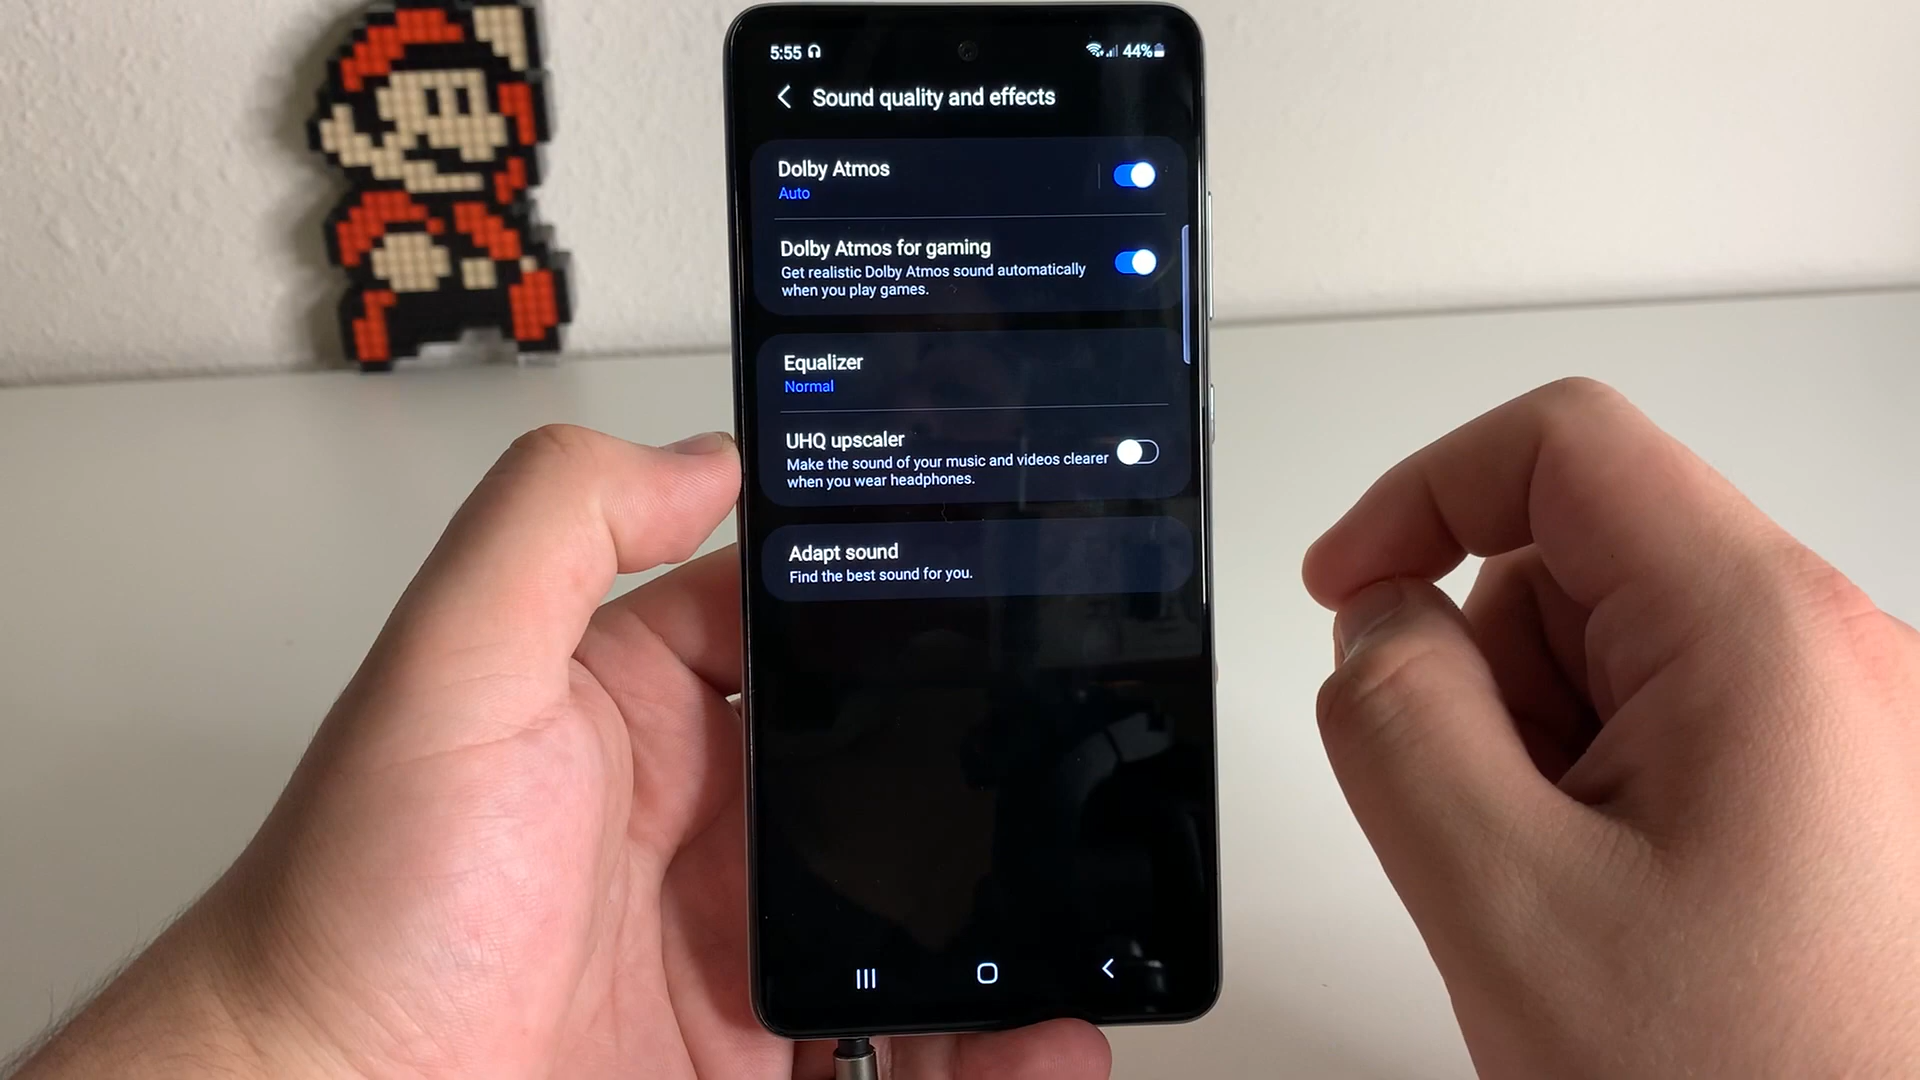 5:55 44%
Sound quality and effects
Dolby Atmos
Auto
Dolby Atmos for gaming
Get realistic Dolby Atmos sound automatically
when you play games.
Equalizer
Normal
UHQ upscaler
Make the sound of your music and videos clearer
when you wear headphones.
Adapt sound
Find the best sound for you.